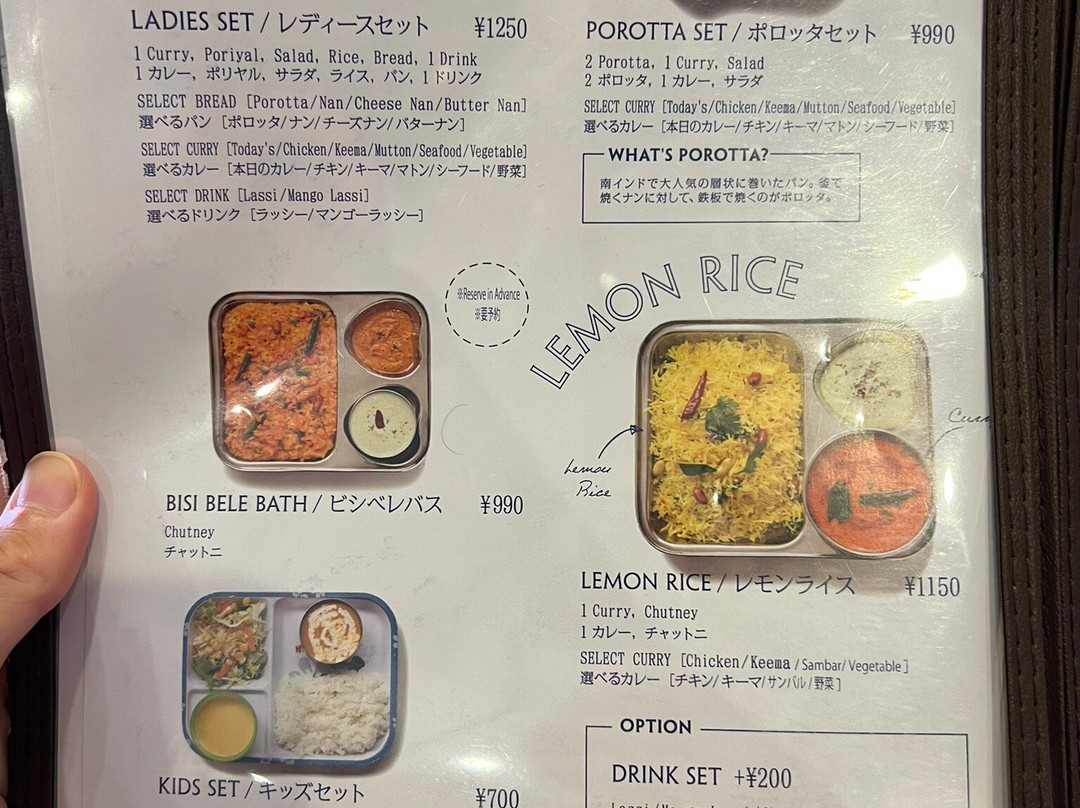 LADIES SET / レディースセット ¥1250
1 Curry, Poriyal, Salad, Rice, Bread, 1 Drink
1 カレー, ポリヤル, サラダ, ライス, パン, 1 ドリンク
SELECT BREAD [Porotta/Nan/Cheese Nan/Butter Nan]
選べるパン [ポロッタ/ナン/チーズナン/バターナン]
SELECT CURRY [Today's/Chicken/Keema/Mutton/Seafood/Vegetable]
選べるカレー [本日のカレー/チキン/キーマ/マトン/シーフード/野菜]
SELECT DRINK [Lassi/Mango Lassi]
選べるドリンク [ラッシー/マンゴーラッシー]
※Reserve in Advance
※要予約
BISI BELE BATH / ビシベレバス ¥990
Chutney
チャットニ
KIDS SET / キッズセット ¥700
POROTTA SET / ポロッタセット ¥990
2 Porotta, 1 Curry, Salad
2 ポロッタ, 1 カレー, サラダ
SELECT CURRY [Today's/Chicken/Keema/Mutton/Seafood/Vegetable]
選べるカレー [本日のカレー/チキン/キーマ/マトン/シーフード/野菜]
WHAT'S POROTTA?
南インドで大人気の層状に巻いたパン。釜で
焼くナンに対して、鉄板で焼くのがポロッタ。
LEMON RICE
Lemon
Rice
LEMON RICE / レモンライス ¥1150
1 Curry, Chutney
1 カレー, チャットニ
SELECT CURRY [Chicken/Keema/Sambar/Vegetable]
選べるカレー [チキン/キーマ/サンバル/野菜]
OPTION
DRINK SET +¥200